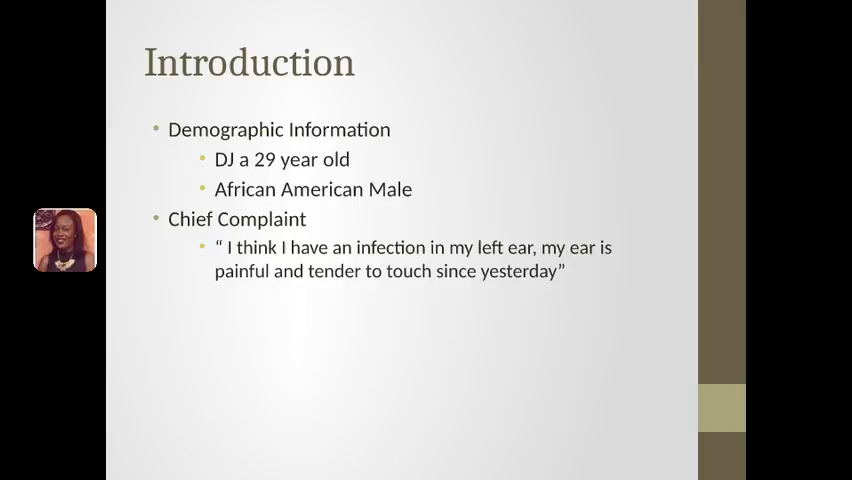 Introduction
• Demographic Information
• DJ a 29 year old
• African American Male
• Chief Complaint
• “ I think I have an infection in my left ear, my ear is
painful and tender to touch since yesterday”